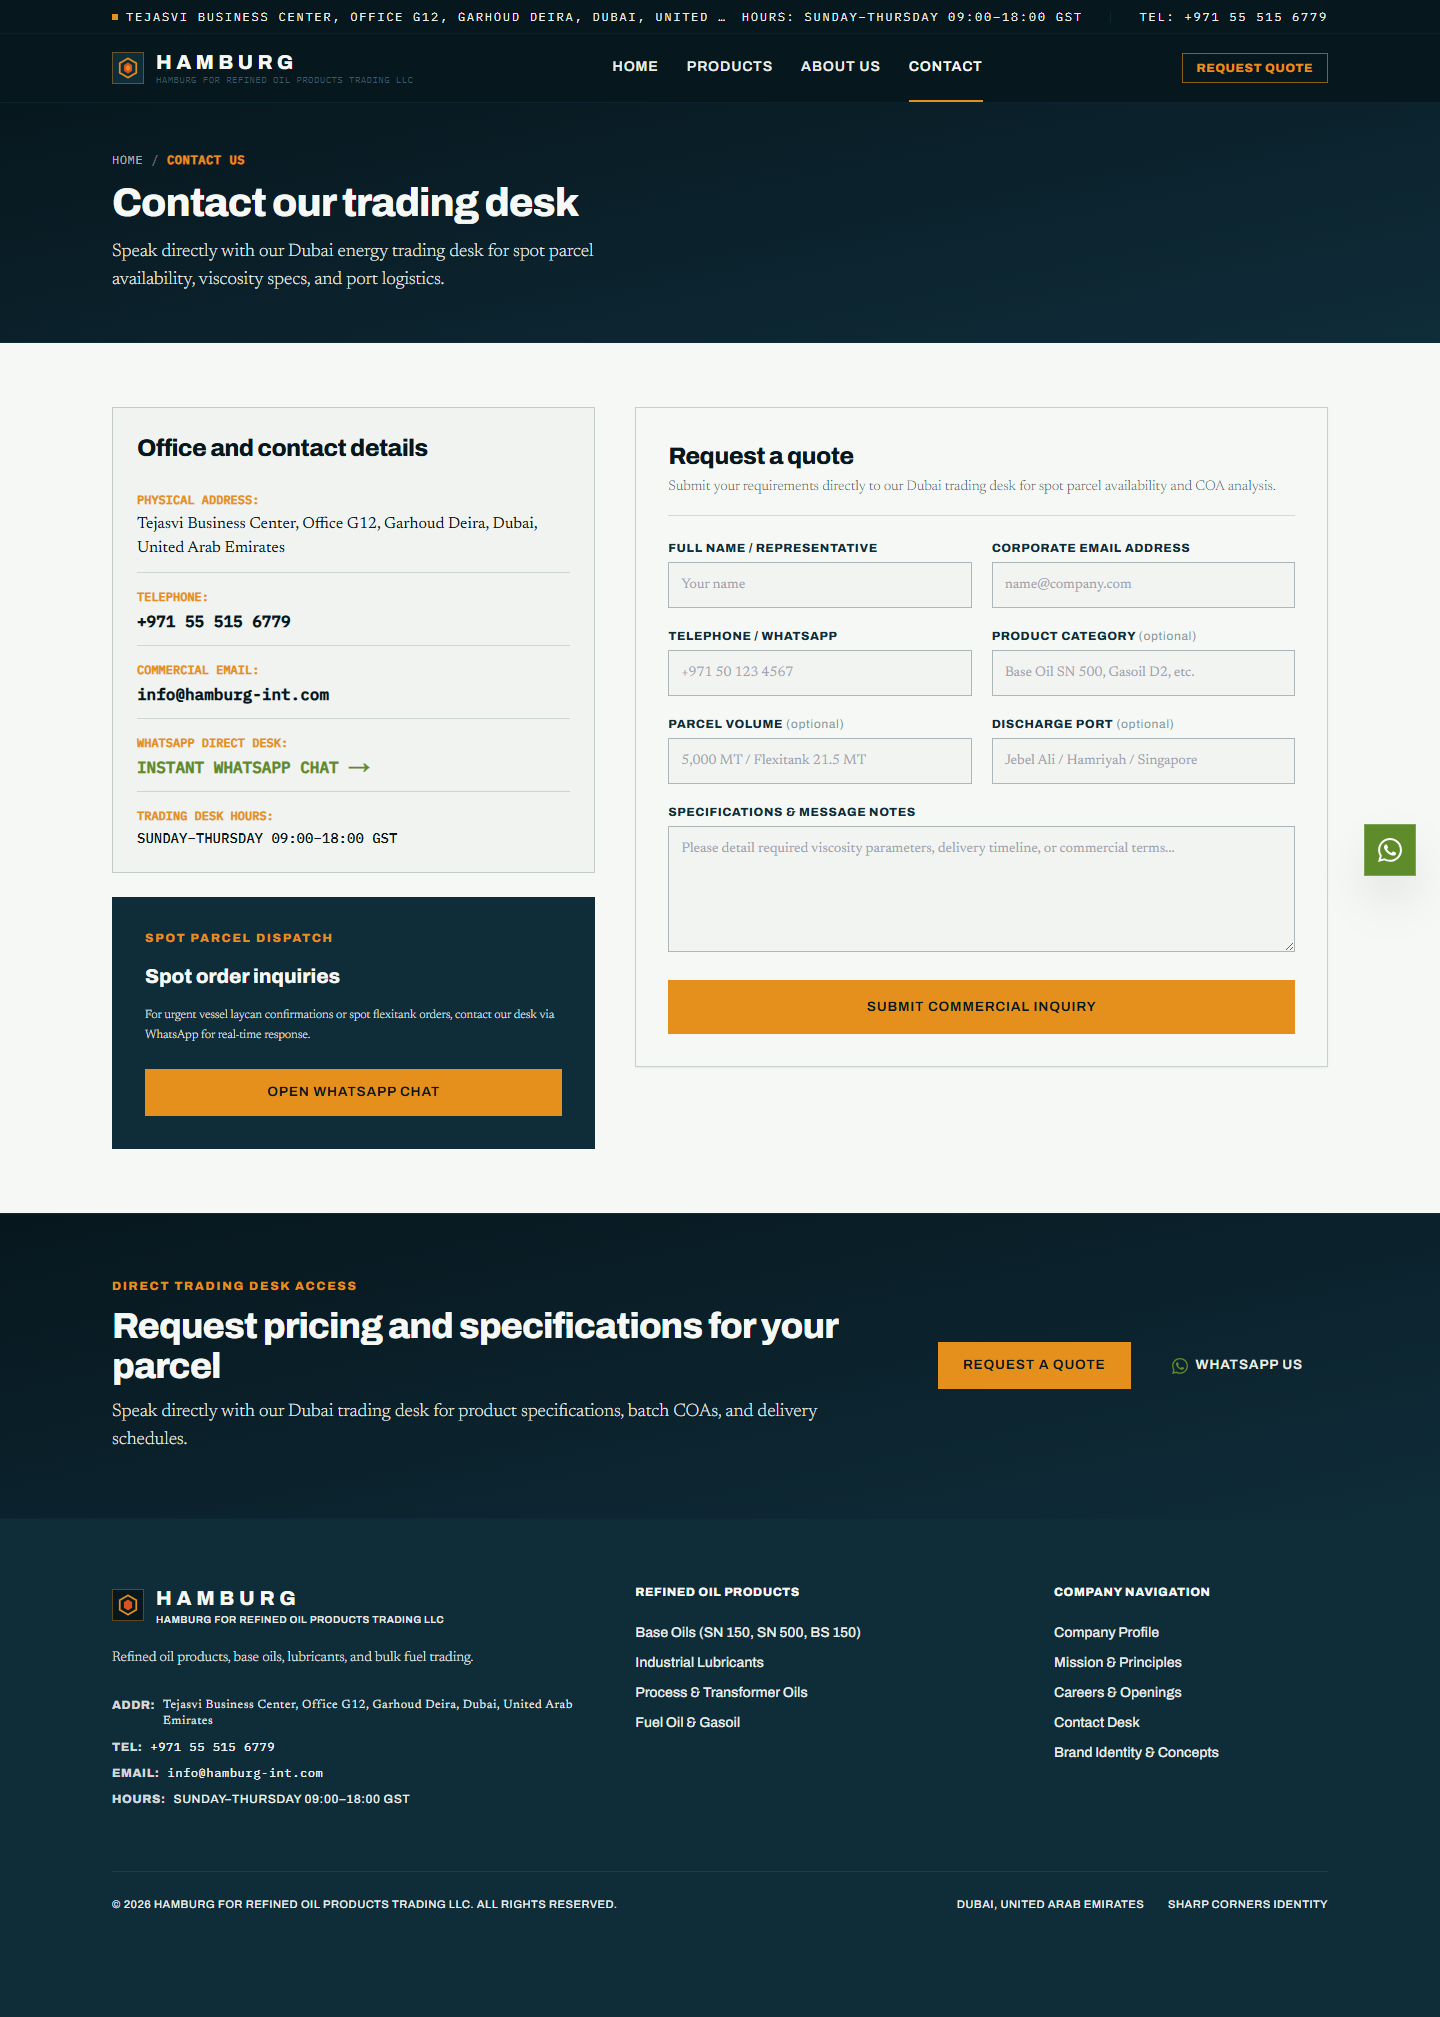 TEJASVI BUSINESS CENTER, OFFICE G12, GARHOUD DEIRA, DUBAI, UNITED …
HOURS: SUNDAY–THURSDAY 09:00–18:00 GST
TEL: +971 55 515 6779
HAMBURG
HAMBURG FOR REFINED OIL PRODUCTS TRADING LLC
HOME
PRODUCTS
ABOUT US
CONTACT
REQUEST QUOTE
HOME / CONTACT US
Contact our trading desk
Speak directly with our Dubai energy trading desk for spot parcel
availability, viscosity specs, and port logistics.
Office and contact details
PHYSICAL ADDRESS:
Tejasvi Business Center, Office G12, Garhoud Deira, Dubai,
United Arab Emirates
TELEPHONE:
+971 55 515 6779
COMMERCIAL EMAIL:
info@hamburg-int.com
WHATSAPP DIRECT DESK:
INSTANT WHATSAPP CHAT ⟶
TRADING DESK HOURS:
SUNDAY–THURSDAY 09:00–18:00 GST
SPOT PARCEL DISPATCH
Spot order inquiries
For urgent vessel laycan confirmations or spot flexitank orders, contact our desk via
WhatsApp for real-time response.
OPEN WHATSAPP CHAT
Request a quote
Submit your requirements directly to our Dubai trading desk for spot parcel availability and COA analysis.
FULL NAME / REPRESENTATIVE
Your name
CORPORATE EMAIL ADDRESS
name@company.com
TELEPHONE / WHATSAPP
+971 50 123 4567
PRODUCT CATEGORY (optional)
Base Oil SN 500, Gasoil D2, etc.
PARCEL VOLUME (optional)
5,000 MT / Flexitank 21.5 MT
DISCHARGE PORT (optional)
Jebel Ali / Hamriyah / Singapore
SPECIFICATIONS & MESSAGE NOTES
Please detail required viscosity parameters, delivery timeline, or commercial terms...
SUBMIT COMMERCIAL INQUIRY
DIRECT TRADING DESK ACCESS
Request pricing and specifications for your
parcel
Speak directly with our Dubai trading desk for product specifications, batch COAs, and delivery
schedules.
REQUEST A QUOTE
WHATSAPP US
HAMBURG
HAMBURG FOR REFINED OIL PRODUCTS TRADING LLC
Refined oil products, base oils, lubricants, and bulk fuel trading.
ADDR: Tejasvi Business Center, Office G12, Garhoud Deira, Dubai, United Arab
Emirates
TEL: +971 55 515 6779
EMAIL: info@hamburg-int.com
HOURS: SUNDAY–THURSDAY 09:00–18:00 GST
REFINED OIL PRODUCTS
Base Oils (SN 150, SN 500, BS 150)
Industrial Lubricants
Process & Transformer Oils
Fuel Oil & Gasoil
COMPANY NAVIGATION
Company Profile
Mission & Principles
Careers & Openings
Contact Desk
Brand Identity & Concepts
© 2026 HAMBURG FOR REFINED OIL PRODUCTS TRADING LLC. ALL RIGHTS RESERVED.
DUBAI, UNITED ARAB EMIRATES
SHARP CORNERS IDENTITY